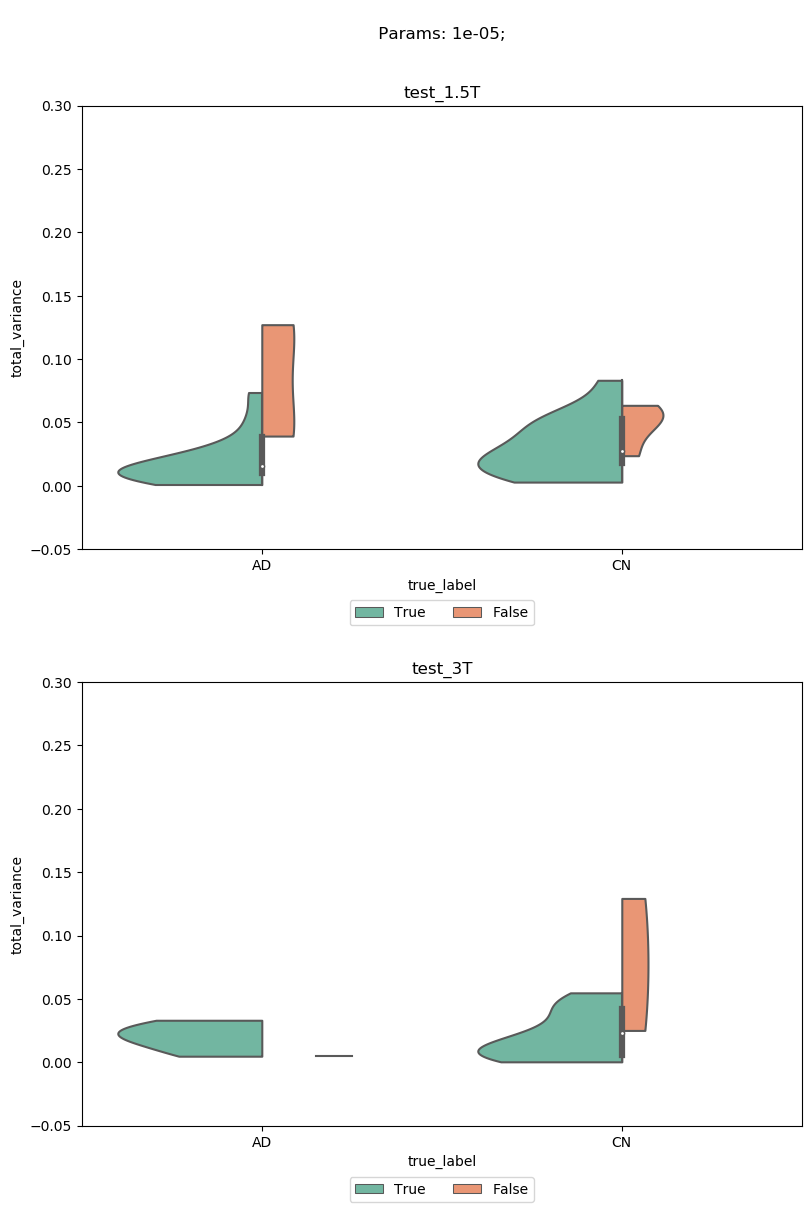 Params: 1e-05;
test_1.5T
0.30
0.25
0.20
0.15
0.10
0.05
0.00
−0.05
total_variance
AD CN
true_label
True False
test_3T
0.30
0.25
0.20
0.15
0.10
0.05
0.00
−0.05
total_variance
AD CN
true_label
True False